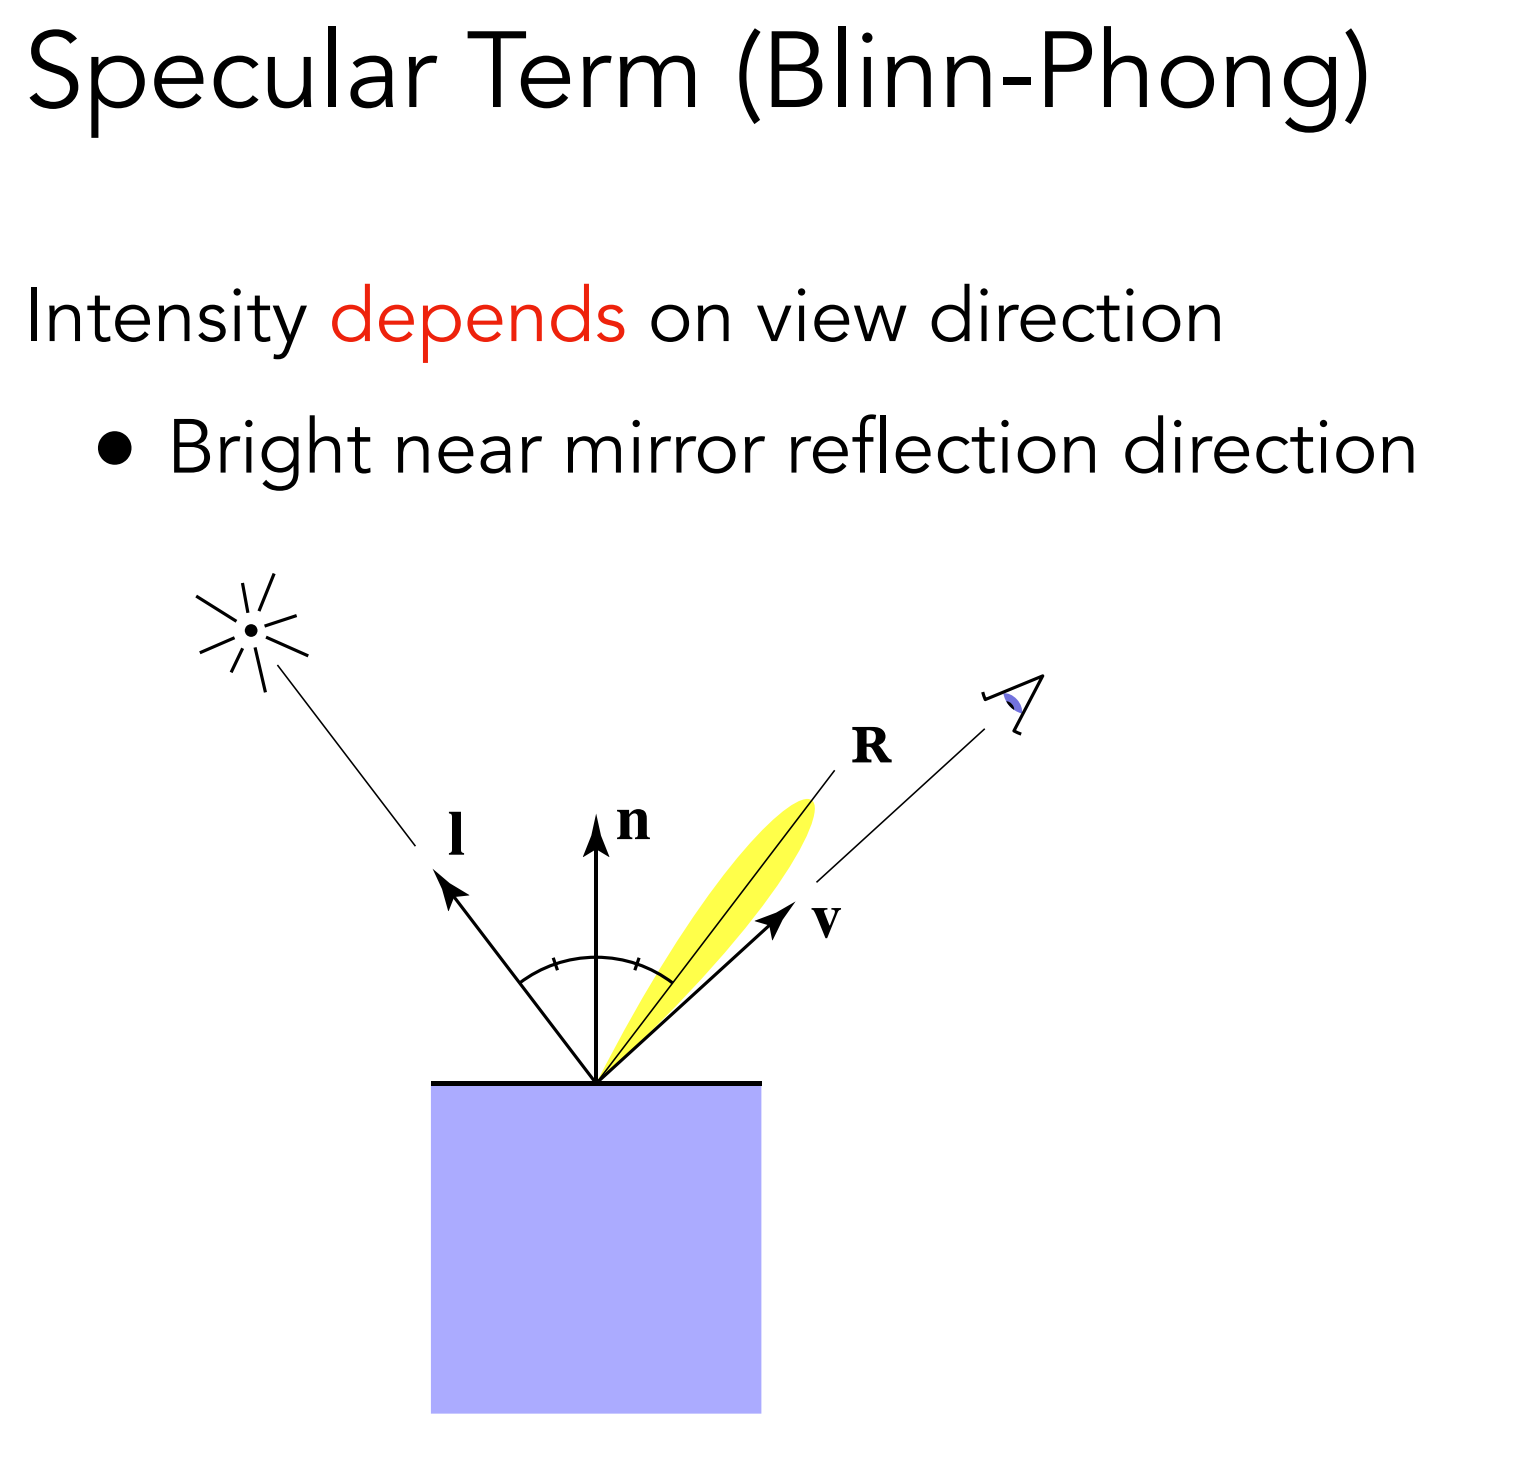 Specular Term (Blinn-Phong)
Intensity depends on view direction
● Bright near mirror reflection direction
R
n
l
v